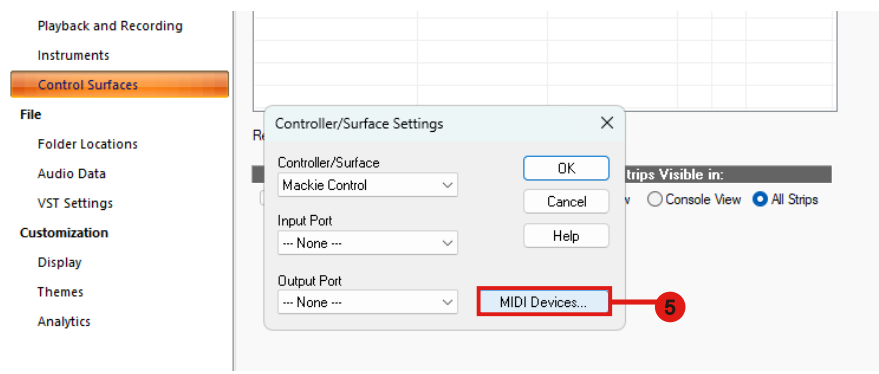 Playback and Recording
Instruments
Control Surfaces
File
Folder Locations
Audio Data
VST Settings
Customization
Display
Themes
Analytics
Controller/Surface Settings
Controller/Surface
Mackie Control
Input Port
--- None ---
Output Port
--- None ---
OK
Cancel
Help
MIDI Devices...
5
trips Visible in:
Console View
All Strips